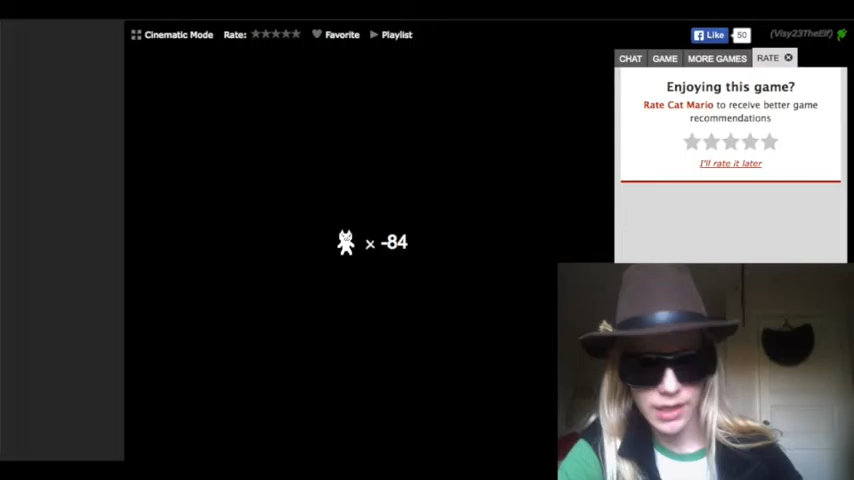 Cinematic Mode Rate: Favorite Playlist Like 50 (Visy23TheElf)
CHAT GAME MORE GAMES RATE
Enjoying this game?
Rate Cat Mario to receive better game
recommendations
I'll rate it later
x -84